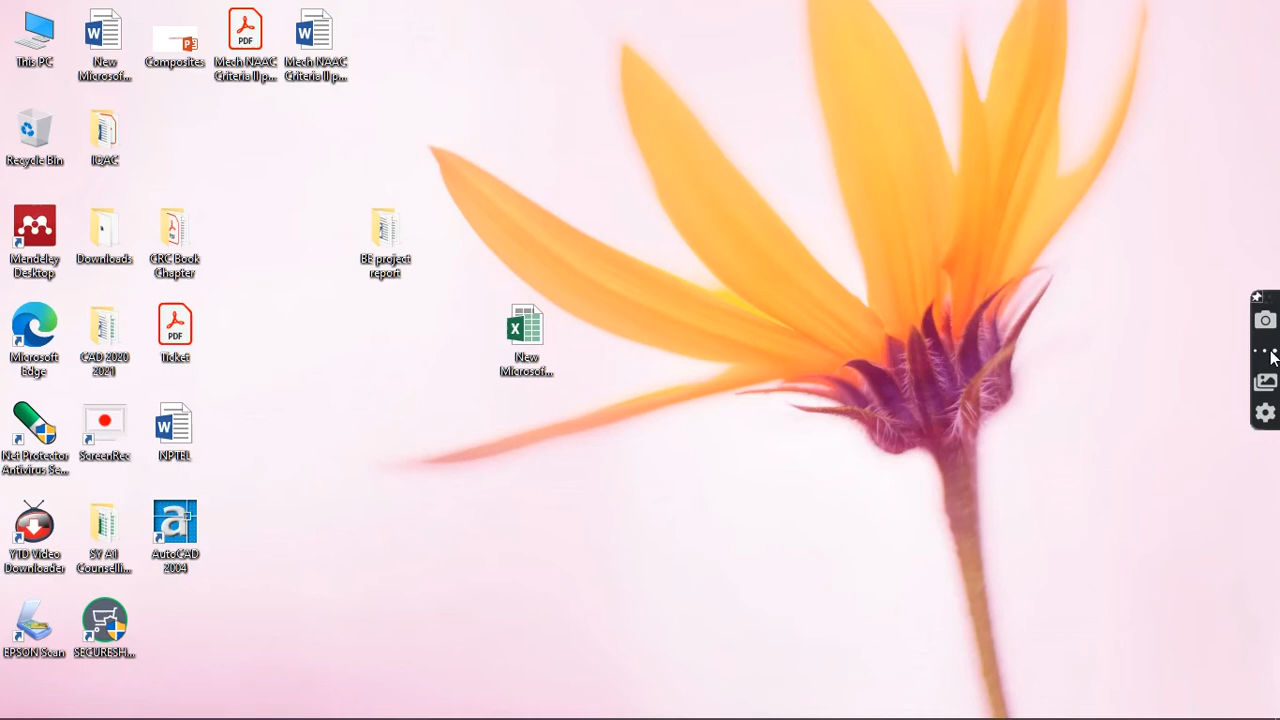 This PC
New
Microsof...
Composites
Mech NAAC
Criteria II p...
Mech NAAC
Criteria II p...
Recycle Bin
IQAC
Mendeley
Desktop
Downloads
CRC Book
Chapter
BE project
report
Microsoft
Edge
CAD 2020
2021
Ticket
New
Microsof...
Net Protector
Antivirus Se...
ScreenRec
NPTEL
YTD Video
Downloader
SY All
Counselli...
AutoCAD
2004
EPSON Scan
SECURESH...